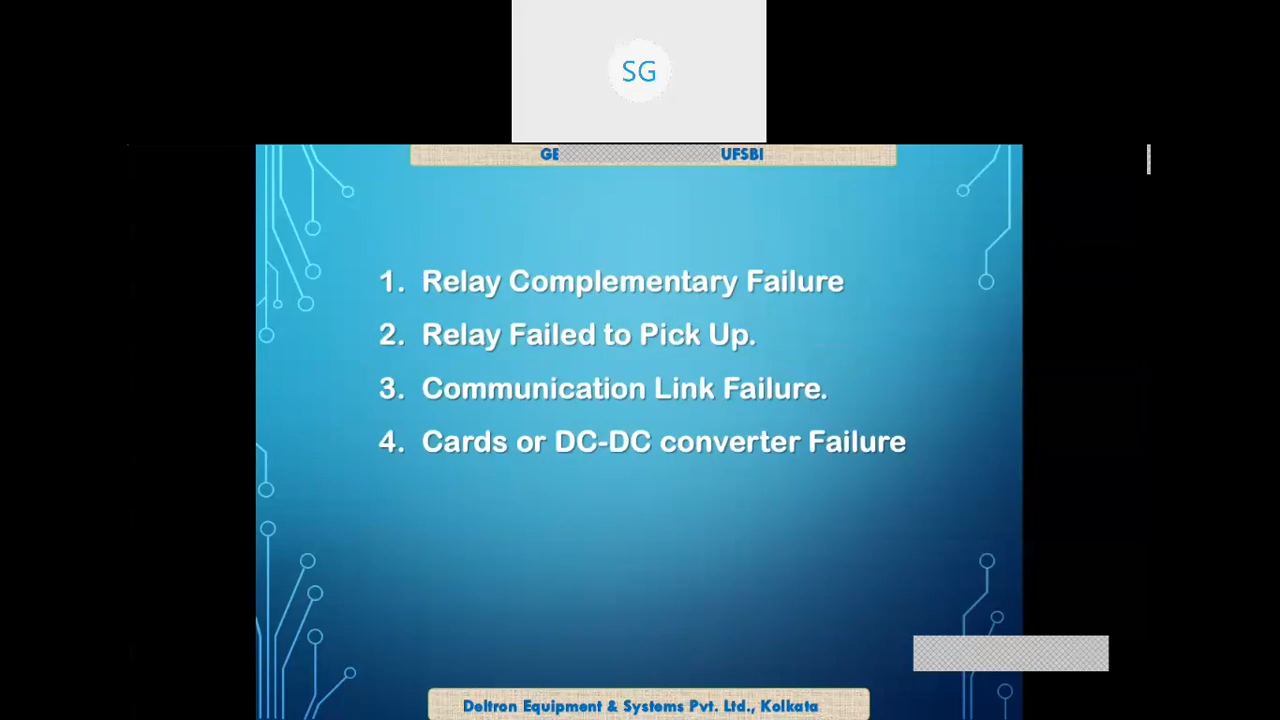 SG
GE UFSBI
1. Relay Complementary Failure
2. Relay Failed to Pick Up.
3. Communication Link Failure.
4. Cards or DC-DC converter Failure
Deltron Equipment & Systems Pvt. Ltd., Kolkata